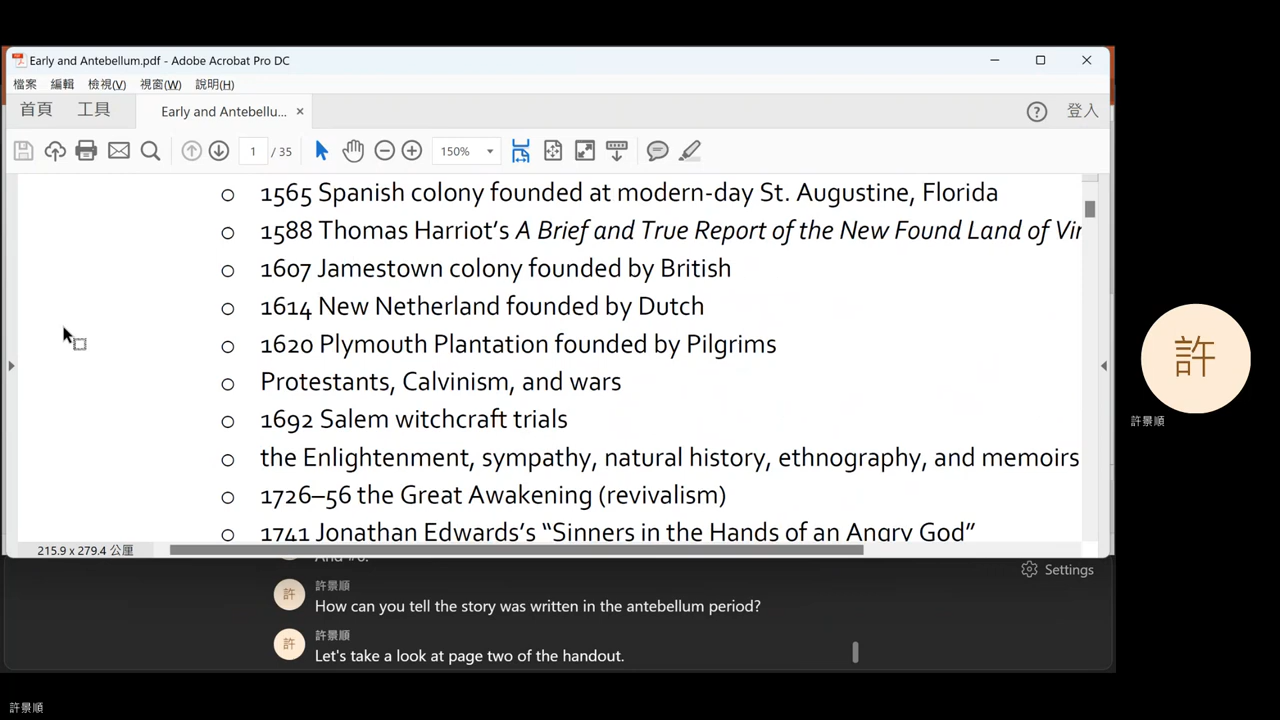 Early and Antebellum.pdf - Adobe Acrobat Pro DC
檔案 編輯 檢視(V) 視窗(W) 說明(H)
首頁 工具 Early and Antebellu... × 登入
1 / 35 150%
○ 1565 Spanish colony founded at modern-day St. Augustine, Florida
○ 1588 Thomas Harriot’s A Brief and True Report of the New Found Land of Vir
○ 1607 Jamestown colony founded by British
○ 1614 New Netherland founded by Dutch
○ 1620 Plymouth Plantation founded by Pilgrims
○ Protestants, Calvinism, and wars
○ 1692 Salem witchcraft trials
○ the Enlightenment, sympathy, natural history, ethnography, and memoirs
○ 1726–56 the Great Awakening (revivalism)
○ 1741 Jonathan Edwards’s “Sinners in the Hands of an Angry God”
215.9 x 279.4 公厘
And #6.
Settings
許 許景順
How can you tell the story was written in the antebellum period?
許 許景順
Let's take a look at page two of the handout.
許
許景順
許景順